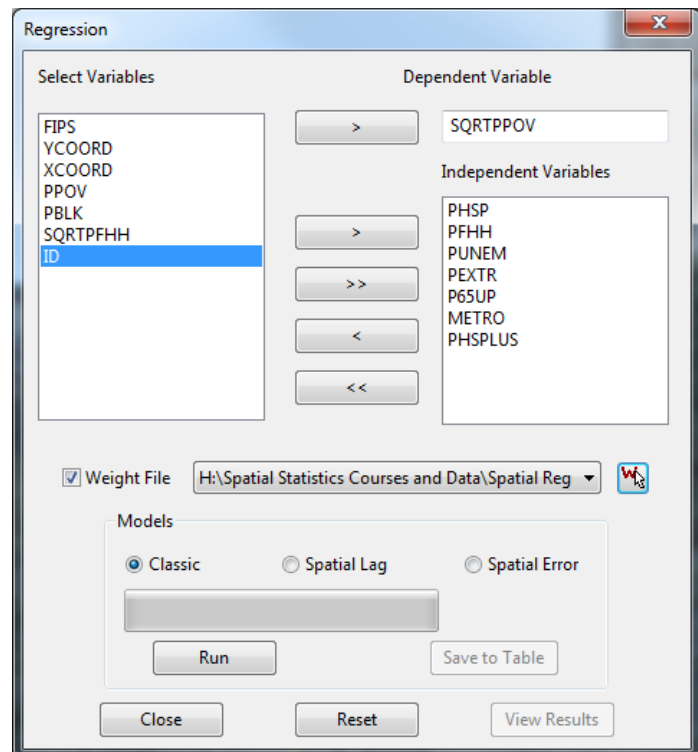 Regression
x
Select Variables
Dependent Variable
FIPS
YCOORD
XCOORD
PPOV
PBLK
SQRTPFHH
ID
>
SQRTPPOV
Independent Variables
>
>>
<
<<
PHSP
PFHH
PUNEM
PEXTR
P65UP
METRO
PHSPLUS
Weight File
H:\Spatial Statistics Courses and Data\Spatial Reg
W
Models
Classic
Spatial Lag
Spatial Error
Run
Save to Table
Close
Reset
View Results